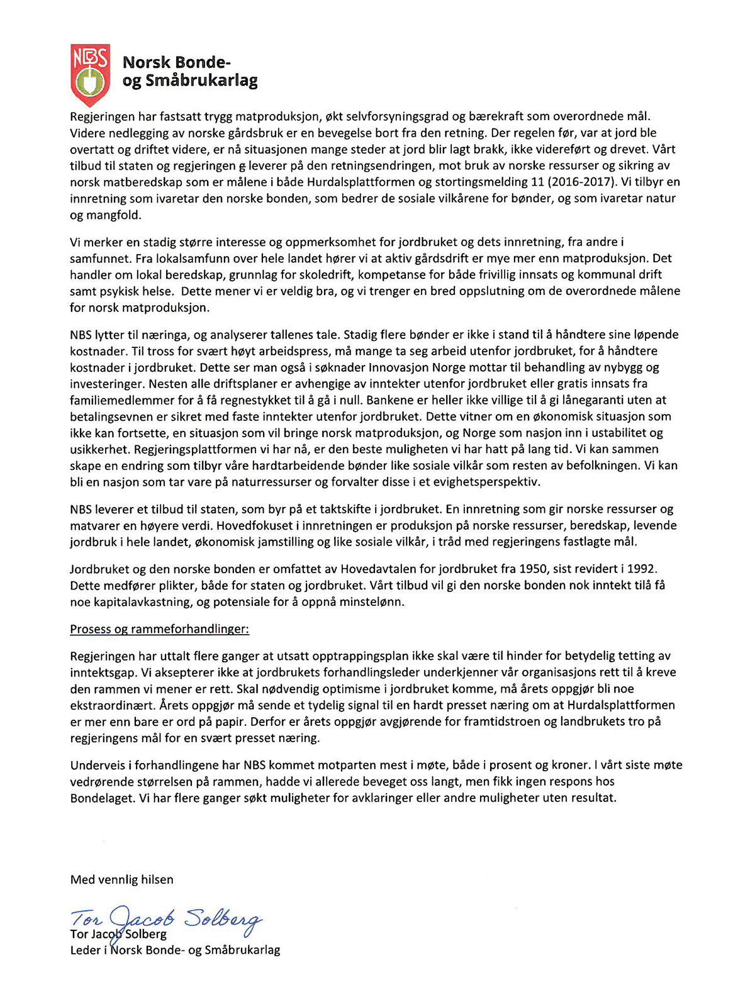 NBS
Norsk Bonde-
og Småbrukarlag
Regjeringen har fastsatt trygg matproduksjon, økt selvforsyningsgrad og bærekraft som overordnede mål.
Videre nedlegging av norske gårdsbruk er en bevegelse bort fra den retning. Der regelen før, var at jord ble
overtatt og driftet videre, er nå situasjonen mange steder at jord blir lagt brakk, ikke videreført og drevet. Vårt
tilbud til staten og regjeringen g leverer på den retningsendringen, mot bruk av norske ressurser og sikring av
norsk matberedskap som er målene i både Hurdalsplattformen og stortingsmelding 11 (2016-2017). Vi tilbyr en
innretning som ivaretar den norske bonden, som bedrer de sosiale vilkårene for bønder, og som ivaretar natur
og mangfold.
Vi merker en stadig større interesse og oppmerksomhet for jordbruket og dets innretning, fra andre i
samfunnet. Fra lokalsamfunn over hele landet hører vi at aktiv gårdsdrift er mye mer enn matproduksjon. Det
handler om lokal beredskap, grunnlag for skoledrift, kompetanse for både frivillig innsats og kommunal drift
samt psykisk helse.  Dette mener vi er veldig bra, og vi trenger en bred oppslutning om de overordnede målene
for norsk matproduksjon.
NBS lytter til næringa, og analyserer tallenes tale. Stadig flere bønder er ikke i stand til å håndtere sine løpende
kostnader. Til tross for svært høyt arbeidspress, må mange ta seg arbeid utenfor jordbruket, for å håndtere
kostnader i jordbruket. Dette ser man også i søknader Innovasjon Norge mottar til behandling av nybygg og
investeringer. Nesten alle driftsplaner er avhengige av inntekter utenfor jordbruket eller gratis innsats fra
familiemedlemmer for å få regnestykket til å gå i null. Bankene er heller ikke villige til å gi lånegaranti uten at
betalingsevnen er sikret med faste inntekter utenfor jordbruket. Dette vitner om en økonomisk situasjon som
ikke kan fortsette, en situasjon som vil bringe norsk matproduksjon, og Norge som nasjon inn i ustabilitet og
usikkerhet. Regjeringsplattformen vi har nå, er den beste muligheten vi har hatt på lang tid. Vi kan sammen
skape en endring som tilbyr våre hardtarbeidende bønder like sosiale vilkår som resten av befolkningen. Vi kan
bli en nasjon som tar vare på naturressurser og forvalter disse i et evighetsperspektiv.
NBS leverer et tilbud til staten, som byr på et taktskifte i jordbruket. En innretning som gir norske ressurser og
matvarer en høyere verdi. Hovedfokuset i innretningen er produksjon på norske ressurser, beredskap, levende
jordbruk i hele landet, økonomisk jamstilling og like sosiale vilkår, i tråd med regjeringens fastlagte mål.
Jordbruket og den norske bonden er omfattet av Hovedavtalen for jordbruket fra 1950, sist revidert i 1992.
Dette medfører plikter, både for staten og jordbruket. Vårt tilbud vil gi den norske bonden nok inntekt tilå få
noe kapitalavkastning, og potensiale for å oppnå minstelønn.
Prosess og rammeforhandlinger:
Regjeringen har uttalt flere ganger at utsatt opptrappingsplan ikke skal være til hinder for betydelig tetting av
inntektsgap. Vi aksepterer ikke at jordbrukets forhandlingsleder underkjenner vår organisasjons rett til å kreve
den rammen vi mener er rett. Skal nødvendig optimisme i jordbruket komme, må årets oppgjør bli noe
ekstraordinært. Årets oppgjør må sende et tydelig signal til en hardt presset næring om at Hurdalsplattformen
er mer enn bare er ord på papir. Derfor er årets oppgjør avgjørende for framtidstroen og landbrukets tro på
regjeringens mål for en svært presset næring.
Underveis i forhandlingene har NBS kommet motparten mest i møte, både i prosent og kroner. I vårt siste møte
vedrørende størrelsen på rammen, hadde vi allerede beveget oss langt, men fikk ingen respons hos
Bondelaget. Vi har flere ganger søkt muligheter for avklaringer eller andre muligheter uten resultat.
Med vennlig hilsen
Tor Jacob Solberg
Tor Jacob Solberg
Leder i Norsk Bonde- og Småbrukarlag